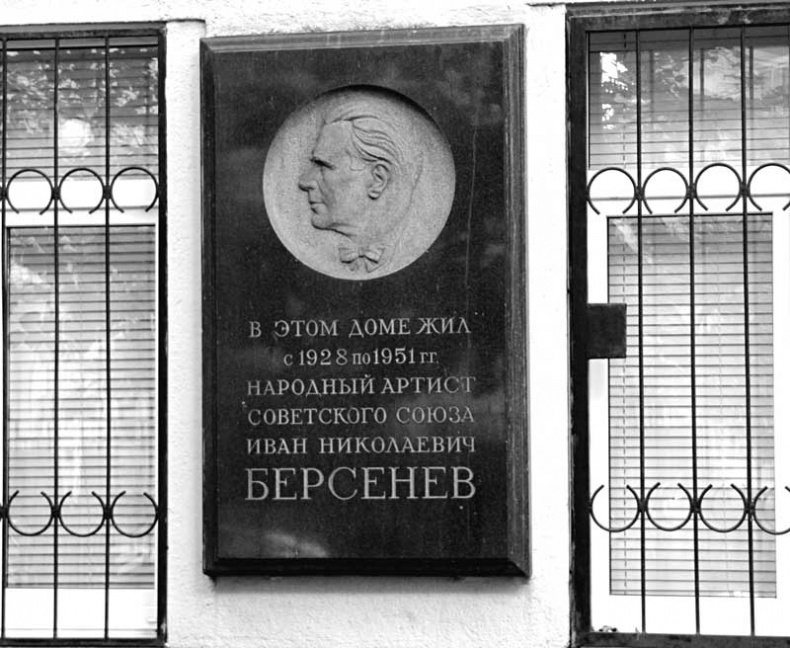 В ЭТОМ ДОМЕ ЖИЛ
с 1928 по 1951 гг.
НАРОДНЫЙ АРТИСТ
СОВЕТСКОГО СОЮЗА
ИВАН НИКОЛАЕВИЧ
БЕРСЕНЕВ